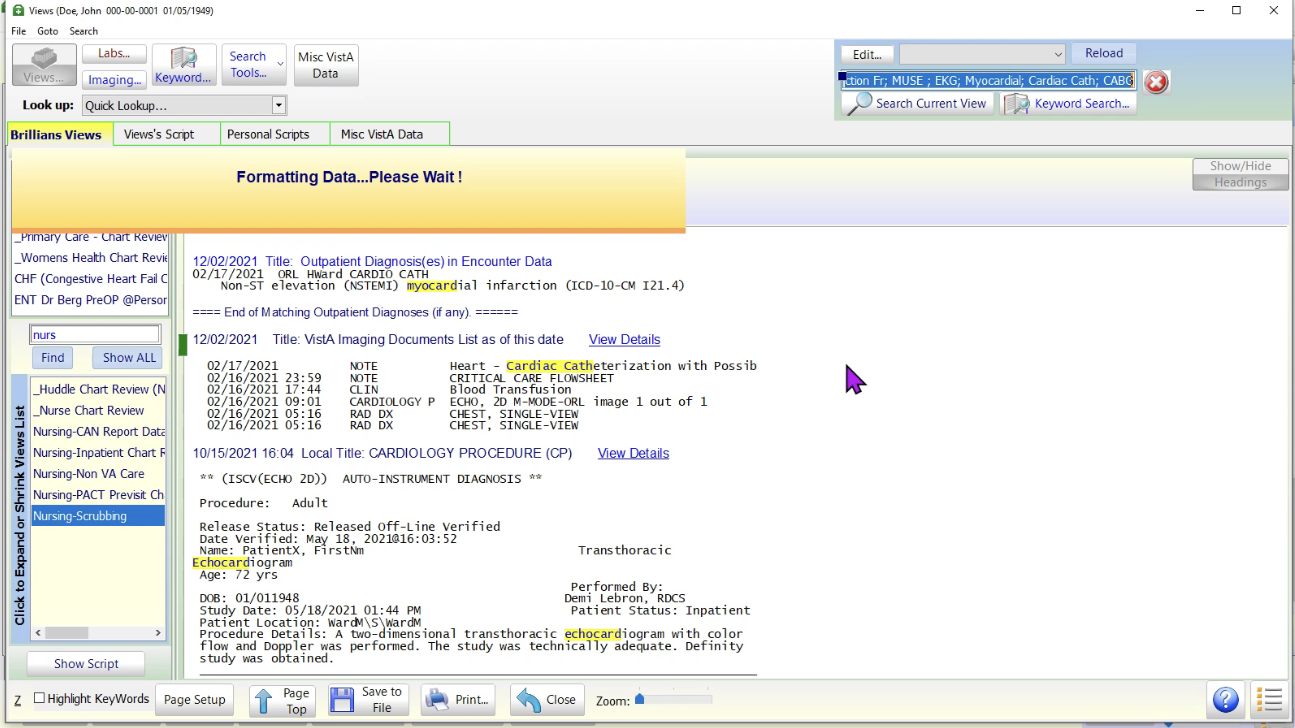 Views (Doe, John 000-00-0001 01/05/1949)
File Goto Search
Views...
Labs...
Imaging...
Keyword...
Search Tools...
Misc VistA Data
Edit...
Reload
ction Fr; MUSE ; EKG; Myocardial; Cardiac Cath; CABG
Search Current View
Keyword Search...
Look up: Quick Lookup...
Brillians Views
Views's Script
Personal Scripts
Misc VistA Data
Formatting Data...Please Wait !
Show/Hide
Headings
_Primary Care - Chart Review
_Womens Health Chart Revie
CHF (Congestive Heart Fail C
ENT Dr Berg PreOP @Person
nurs
Find
Show ALL
Click to Expand or Shrink Views List
_Huddle Chart Review (N
_Nurse Chart Review
Nursing-CAN Report Data
Nursing-Inpatient Chart R
Nursing-Non VA Care
Nursing-PACT Previsit Ch
Nursing-Scrubbing
Show Script
12/02/2021 Title: Outpatient Diagnosis(es) in Encounter Data
02/17/2021 ORL HWard CARDIO CATH
Non-ST elevation (NSTEMI) myocardial infarction (ICD-10-CM I21.4)
==== End of Matching Outpatient Diagnoses (if any). ======
12/02/2021 Title: VistA Imaging Documents List as of this date View Details
02/17/2021 NOTE Heart - Cardiac Catheterization with Possib
02/16/2021 23:59 NOTE CRITICAL CARE FLOWSHEET
02/16/2021 17:44 CLIN Blood Transfusion
02/16/2021 09:01 CARDIOLOGY P ECHO, 2D M-MODE-ORL image 1 out of 1
02/16/2021 05:16 RAD DX CHEST, SINGLE-VIEW
02/16/2021 05:16 RAD DX CHEST, SINGLE-VIEW
10/15/2021 16:04 Local Title: CARDIOLOGY PROCEDURE (CP) View Details
** (ISCV(ECHO 2D)) AUTO-INSTRUMENT DIAGNOSIS **
Procedure: Adult
Release Status: Released Off-Line Verified
Date Verified: May 18, 2021@16:03:52
Name: PatientX, FirstNm Transthoracic
Echocardiogram
Age: 72 yrs
Performed By:
DOB: 01/011948 Demi Lebron, RDCS
Study Date: 05/18/2021 01:44 PM Patient Status: Inpatient
Patient Location: WardM\S\WardM
Procedure Details: A two-dimensional transthoracic echocardiogram with color
flow and Doppler was performed. The study was technically adequate. Definity
study was obtained.
Z
Highlight KeyWords
Page Setup
Page Top
Save to File
Print...
Close
Zoom: